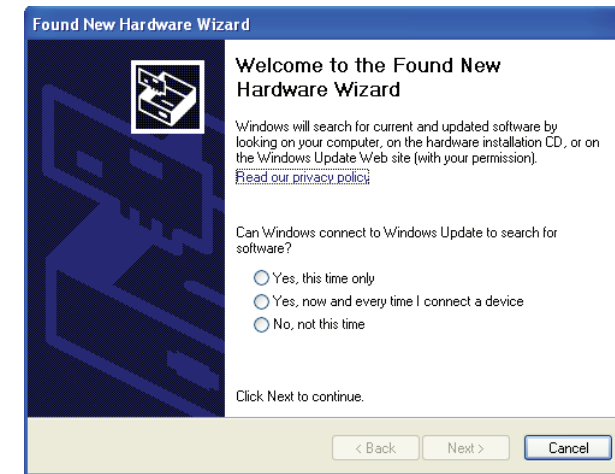 Found New Hardware Wizard
Welcome to the Found New
Hardware Wizard
Windows will search for current and updated software by
looking on your computer, on the hardware installation CD, or on
the Windows Update Web site (with your permission).
Read our privacy policy
Can Windows connect to Windows Update to search for
software?
Yes, this time only
Yes, now and every time I connect a device
No, not this time
Click Next to continue.
< Back
Next >
Cancel